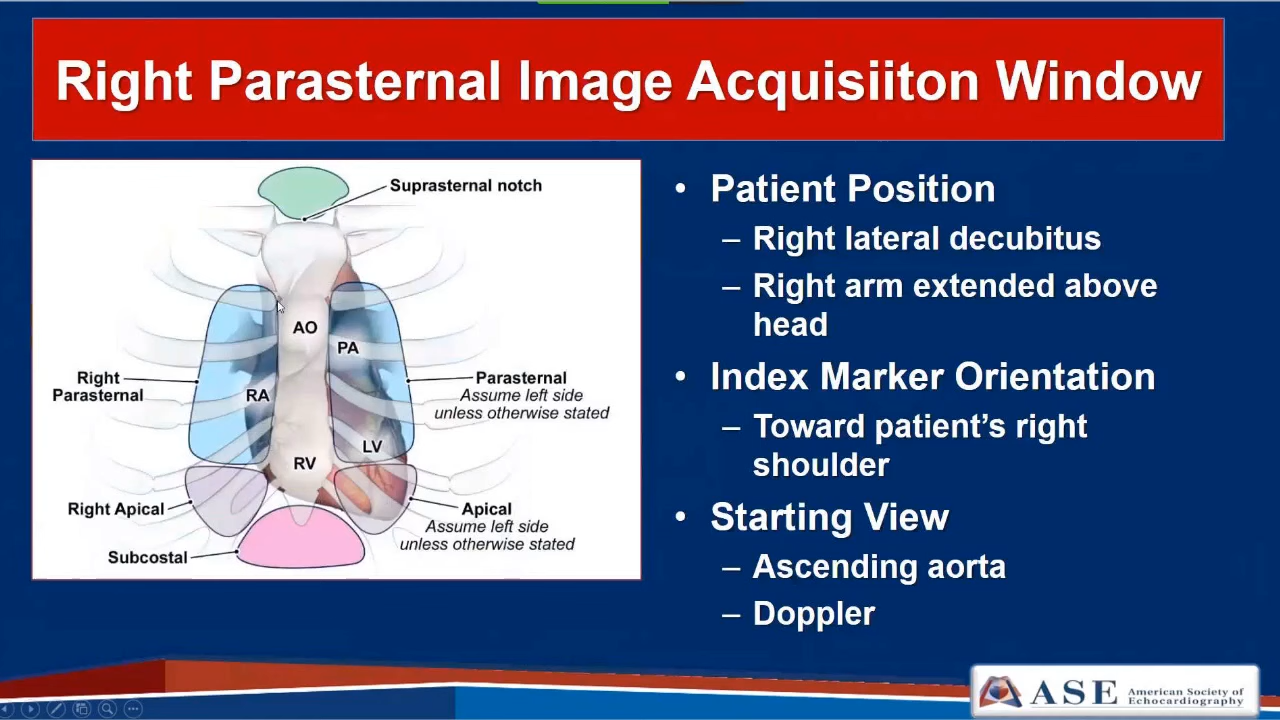 Right Parasternal Image Acquisiiton Window
Suprasternal notch
AO
PA
Right
Parasternal
RA
Parasternal
Assume left side
unless otherwise stated
LV
RV
Right Apical
Apical
Assume left side
unless otherwise stated
Subcostal
• Patient Position
– Right lateral decubitus
– Right arm extended above
head
• Index Marker Orientation
– Toward patient’s right
shoulder
• Starting View
– Ascending aorta
– Doppler
ASE American Society of
Echocardiography